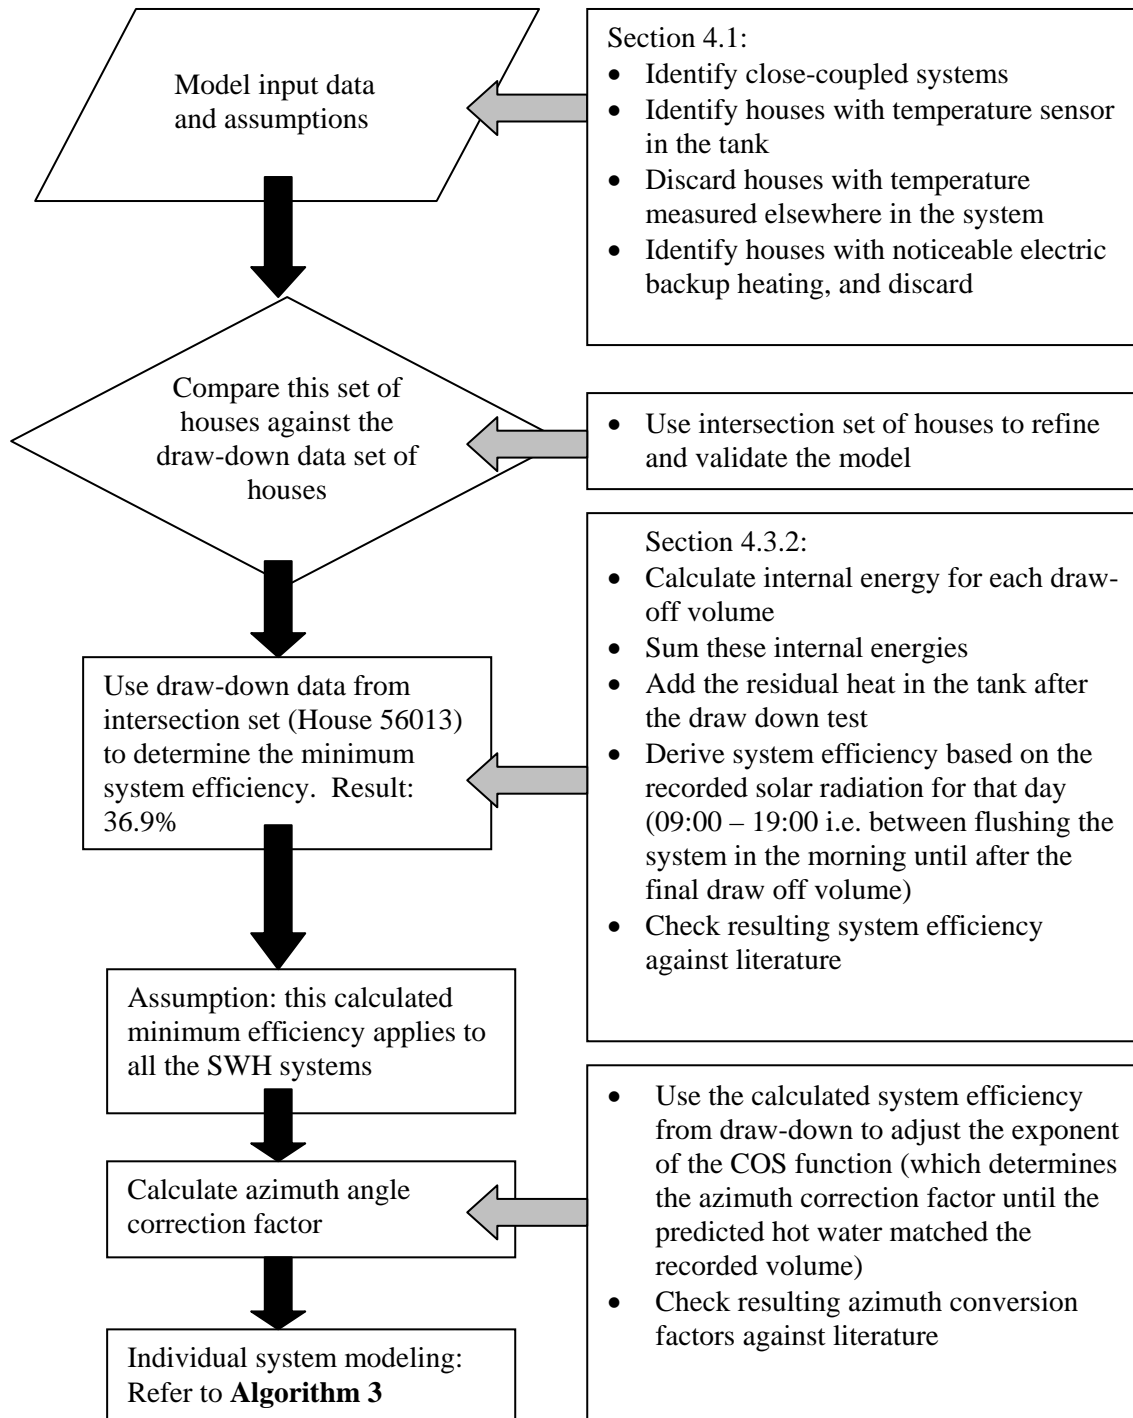 Model input data
and assumptions
Section 4.1:
• Identify close-coupled systems
• Identify houses with temperature sensor
in the tank
• Discard houses with temperature
measured elsewhere in the system
• Identify houses with noticeable electric
backup heating, and discard
Compare this set of
houses against the
draw-down data set of
houses
• Use intersection set of houses to refine
and validate the model
Use draw-down data from
intersection set (House 56013)
to determine the minimum
system efficiency.  Result:
36.9%
Section 4.3.2:
• Calculate internal energy for each draw-
off volume
• Sum these internal energies
• Add the residual heat in the tank after
the draw down test
• Derive system efficiency based on the
recorded solar radiation for that day
(09:00 – 19:00 i.e. between flushing the
system in the morning until after the
final draw off volume)
• Check resulting system efficiency
against literature
Assumption: this calculated
minimum efficiency applies to
all the SWH systems
Calculate azimuth angle
correction factor
• Use the calculated system efficiency
from draw-down to adjust the exponent
of the COS function (which determines
the azimuth correction factor until the
predicted hot water matched the
recorded volume)
• Check resulting azimuth conversion
factors against literature
Individual system modeling:
Refer to Algorithm 3